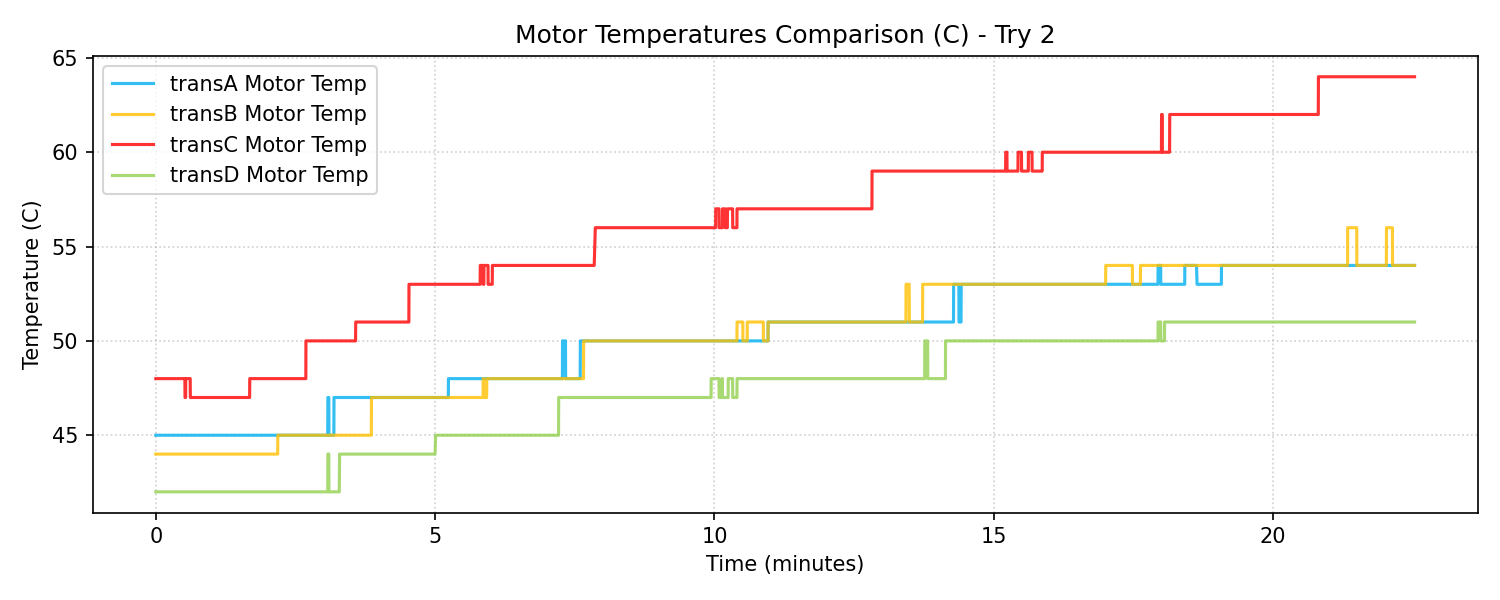 Motor Temperatures Comparison (C) - Try 2
transA Motor Temp
transB Motor Temp
transC Motor Temp
transD Motor Temp
Temperature (C)
65
60
55
50
45
0 5 10 15 20
Time (minutes)